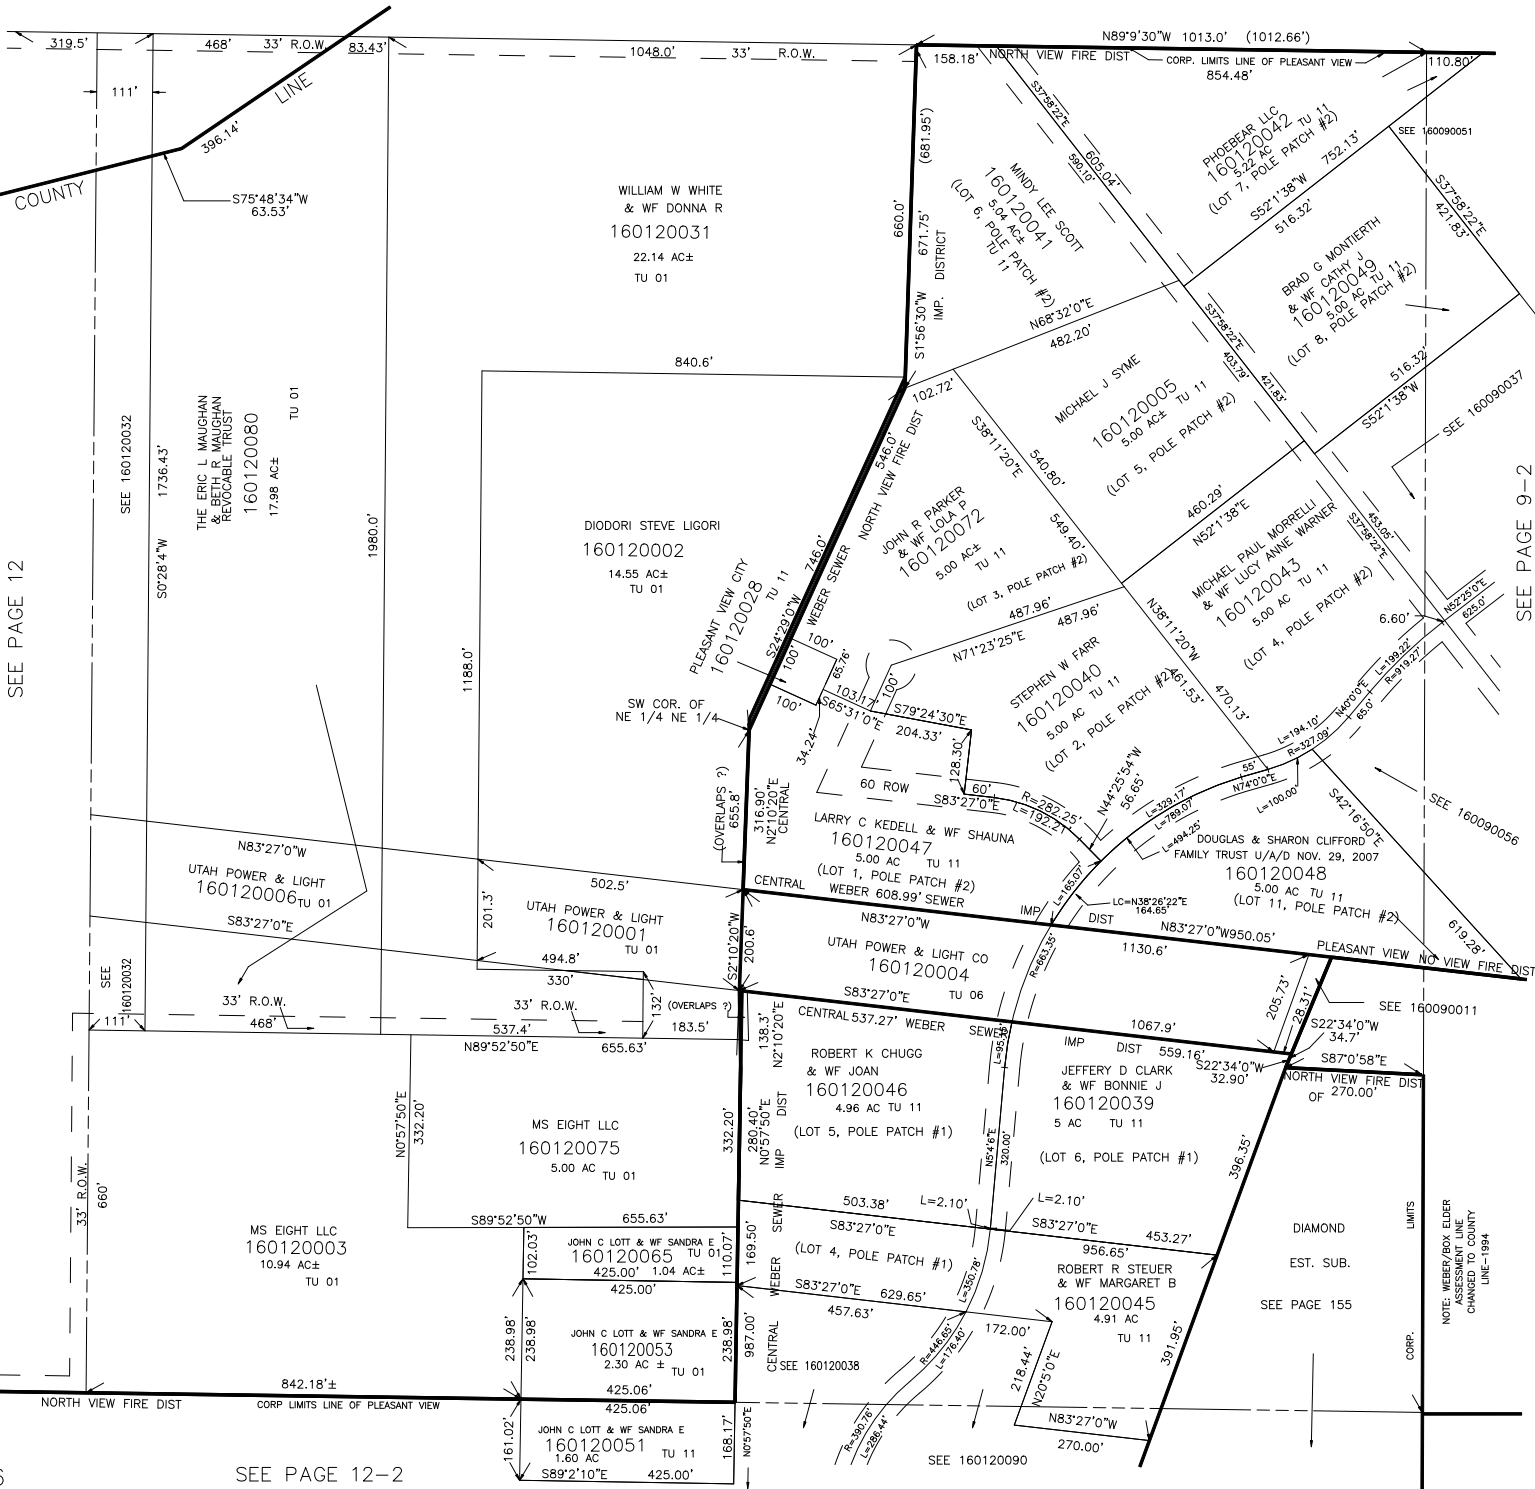 319.5'
468'
33' R.O.W.
83.43'
1048.0'
33' R.O.W.
N89°9'30"W 1013.0' (1012.66')
158.18'
NORTH VIEW FIRE DIST
CORP. LIMITS LINE OF PLEASANT VIEW
854.48'
110.80'
111'
396.14'
COUNTY
LINE
S75°48'34"W
63.53'
WILLIAM W WHITE
& WF DONNA R
160120031
22.14 AC±
TU 01
660.0'
(681.95')
671.75'
S1°56'30"W
IMP. DISTRICT
S37°58'22"E
590.10'
605.04'
MINDY LEE SCOTT
160120041
5.04 AC±
(LOT 6, POLE PATCH #2)
TU 11
PHOEBEAR LLC
160120042
TU 11
5.22 AC
(LOT 7, POLE PATCH #2)
752.13'
S52°1'38"W
516.32'
SEE 160090051
S37°58'22"E
421.83'
BRAD G MONTIERTH
& WF CATHY J
160120049
5.00 AC TU 11
(LOT 8, POLE PATCH #2)
N68°32'0"E
482.20'
S37°58'22"E
403.79'
421.83'
516.32
S52°1'38"W
SEE 160090037
SEE PAGE 9-2
SEE PAGE 12
SEE 160120032
S0°28'4"W 1736.43'
THE ERIC L MAUGHAN
& BETH R MAUGHAN
REVOCABLE TRUST
160120080
17.98 AC±
TU 01
1980.0'
840.6'
102.72'
DIODORI STEVE LIGORI
160120002
14.55 AC±
TU 01
1188.0'
PLEASANT VIEW CITY
160120028
TU 11
546.0'
746.0'
S24°29'0"W
WEBER SEWER
NORTH VIEW FIRE DIST
S38°11'20"E
540.80'
549.40'
JOHN R PARKER
& WF LOLA P
160120072
5.00 AC±
TU 11
(LOT 3, POLE PATCH #2)
MICHAEL J SYME
160120005
5.00 AC± TU 11
(LOT 5, POLE PATCH #2)
460.29'
N52°1'38"E
MICHAEL PAUL MORRELLI
& WF LUCY ANNE WARNER
160120043
5.00 AC TU 11
(LOT 4, POLE PATCH #2)
453.05'
S37°58'22"E
N52°25'0"E
625.0'
6.60'
100'
100'
65.76'
100'
34.24'
103.17'
S65°31'0"E
100'
487.96'
N71°23'25"E 487.96'
N38°11'20"W
461.53'
470.13'
STEPHEN W FARR
160120040
5.00 AC TU 11
(LOT 2, POLE PATCH #2)
SW COR. OF
NE 1/4 NE 1/4
S79°24'30"E
204.33'
128.30'
60 ROW
60'
S83°27'0"E
R=282.25'
L=192.21'
N44°25'54"W
56.65'
L=199.22'
R=919.27'
N40°0'0"E
65.0'
L=194.10'
R=327.09'
55'
N74°0'0"E
L=100.00'
L=329.17'
L=789.07'
L=494.25'
S42°16'50"E
619.28'
SEE 160090056
(OVERLAPS ?)
655.8'
316.90'
N2°10'20"E
CENTRAL
LARRY C KEDELL & WF SHAUNA
160120047
5.00 AC TU 11
(LOT 1, POLE PATCH #2)
DOUGLAS & SHARON CLIFFORD
FAMILY TRUST U/A/D NOV. 29, 2007
160120048
5.00 AC TU 11
(LOT 11, POLE PATCH #2)
L=165.07'
LC=N38°26'22"E
164.65'
N83°27'0"W
UTAH POWER & LIGHT
160120006
TU 01
S83°27'0"E
502.5'
201.3'
UTAH POWER & LIGHT
160120001
TU 01
494.8'
S2°10'20"W
200.6'
CENTRAL WEBER 608.99' SEWER IMP DIST
N83°27'0"W
N83°27'0"W 950.05'
1130.6'
UTAH POWER & LIGHT CO
160120004
TU 06
R=663.35'
PLEASANT VIEW NO VIEW FIRE DIST
SEE
160120032
33' R.O.W.
111'
468'
330'
132'
33' R.O.W.
537.4'
183.5'
(OVERLAPS ?)
N89°52'50"E
655.63'
S83°27'0"E
138.3'
N2°10'20"E
CENTRAL 537.27' WEBER SEWER IMP DIST 559.16'
1067.9'
205.73'
28.31'
SEE 160090011
S22°34'0"W
34.7'
S22°34'0"W
32.90'
S87°0'58"E
NORTH VIEW FIRE DIST
OF 270.00'
ROBERT K CHUGG
& WF JOAN
160120046
4.96 AC TU 11
(LOT 5, POLE PATCH #1)
JEFFERY D CLARK
& WF BONNIE J
160120039
5 AC TU 11
(LOT 6, POLE PATCH #1)
N5°4'6"E
320.00'
N0°57'50"E
332.20'
MS EIGHT LLC
160120075
5.00 AC
TU 01
332.20'
280.40'
N0°57'50"E
IMP DIST
S89°52'50"W
655.63'
33' R.O.W.
660'
MS EIGHT LLC
160120003
10.94 AC±
TU 01
102.03'
JOHN C LOTT & WF SANDRA E
160120065 TU 01
425.00' 1.04 AC±
425.00'
110.07'
169.50'
WEBER SEWER
503.38'
S83°27'0"E
L=2.10'
L=2.10'
S83°27'0"E
453.27'
956.65'
396.35'
(LOT 4, POLE PATCH #1)
S83°27'0"E 629.65'
457.63'
L=350.78'
ROBERT R STEUER
& WF MARGARET B
160120045
4.91 AC
TU 11
391.95'
DIAMOND
EST. SUB.
SEE PAGE 155
CORP. LIMITS
NOTE: WEBER/BOX ELDER
ASSESSMENT LINE
CHANGED TO COUNTY
LINE-1994
238.98'
238.98'
JOHN C LOTT & WF SANDRA E
160120053
2.30 AC ±
TU 01
238.98'
987.00'
CENTRAL
SEE 160120038
R=446.65'
L=176.40'
172.00'
218.44'
N20°5'0"E
842.18'±
425.06'
425.06'
NORTH VIEW FIRE DIST
CORP LIMITS LINE OF PLEASANT VIEW
161.02'
JOHN C LOTT & WF SANDRA E
160120051
1.60 AC
TU 11
168.17'
N0°57'50"E
S89°2'10"E
425.00'
R=390.76'
L=286.44'
N83°27'0"W
270.00'
SEE 160120090
SEE PAGE 12-2